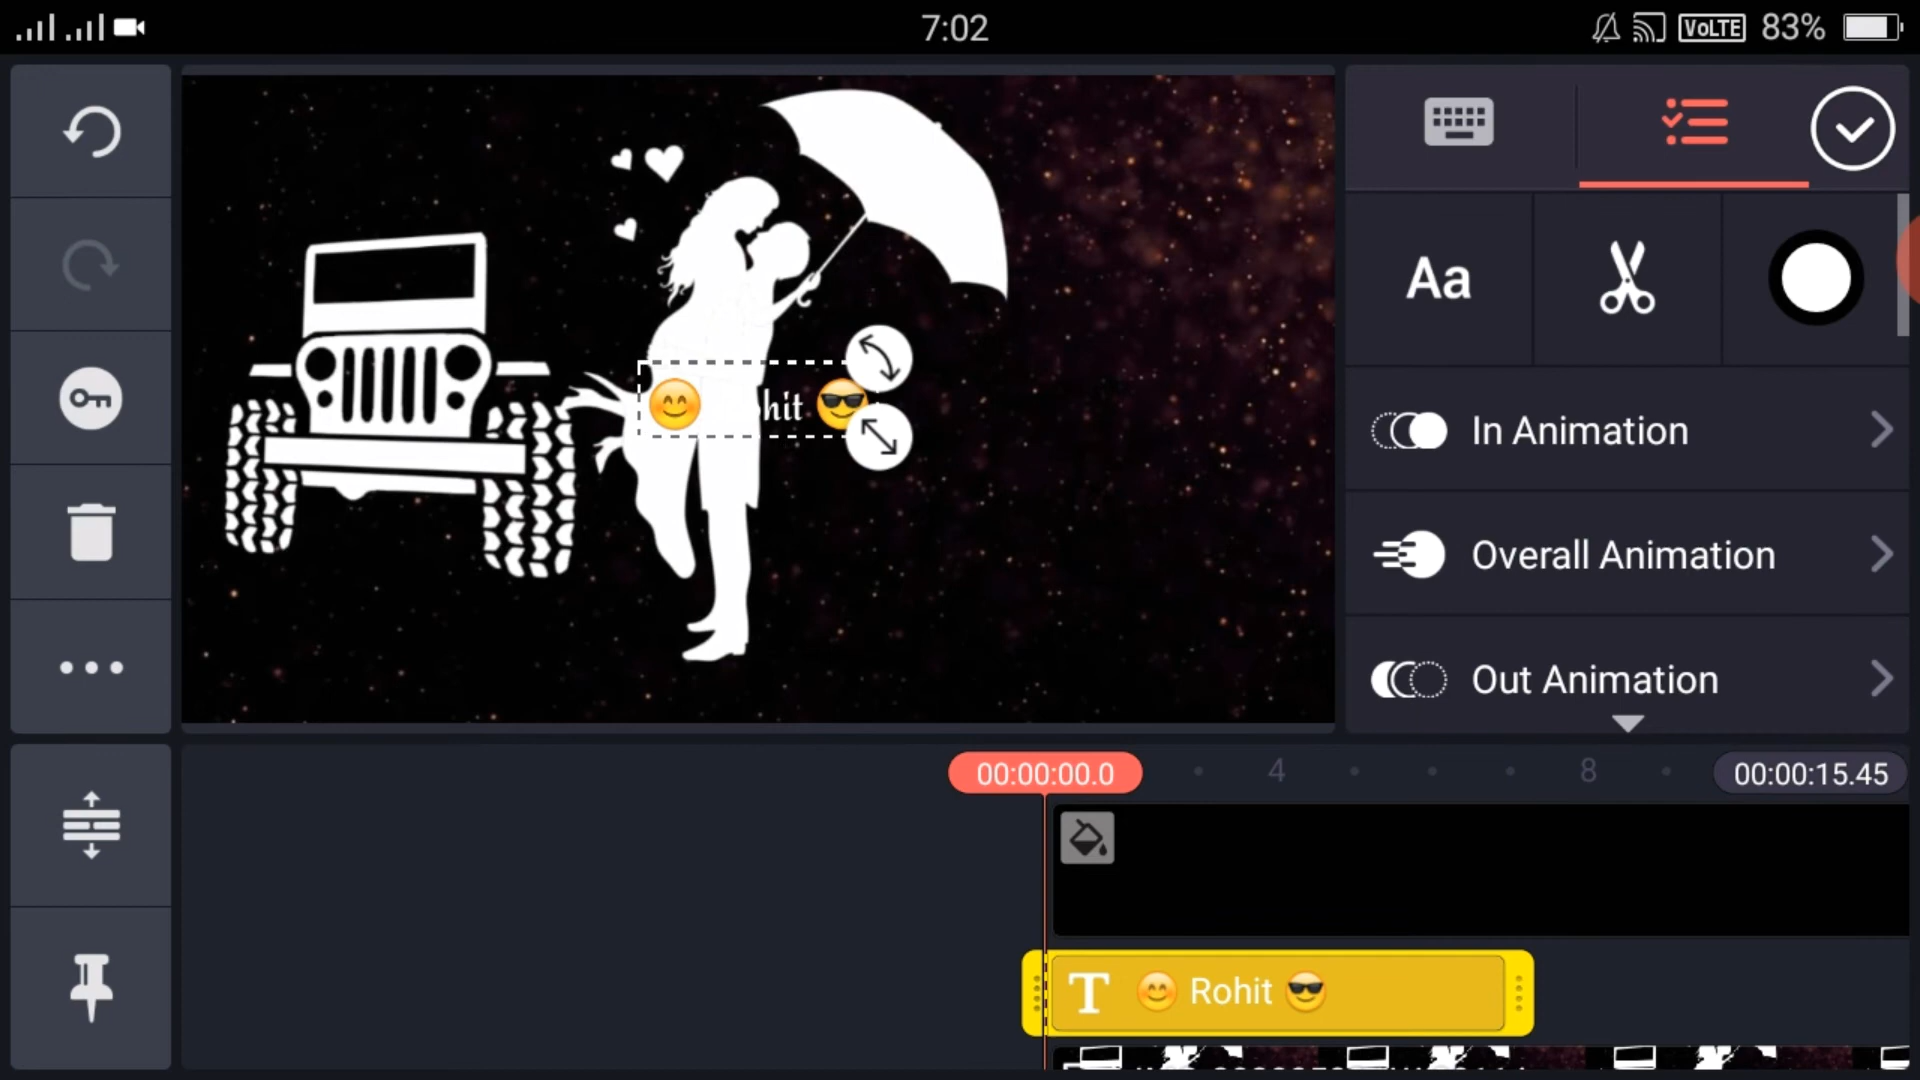 7:02
VoLTE 83%
😊 hit 😎
Aa
In Animation
Overall Animation
Out Animation
00:00:00.0
4
8
00:00:15.45
T 😊 Rohit 😎